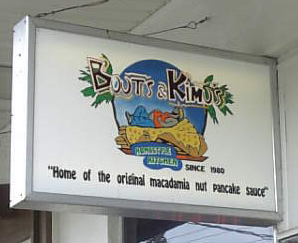 Boots & Kimo's
HOMESTYLE
KITCHEN
SINCE 1980
"Home of the original macadamia nut pancake sauce"